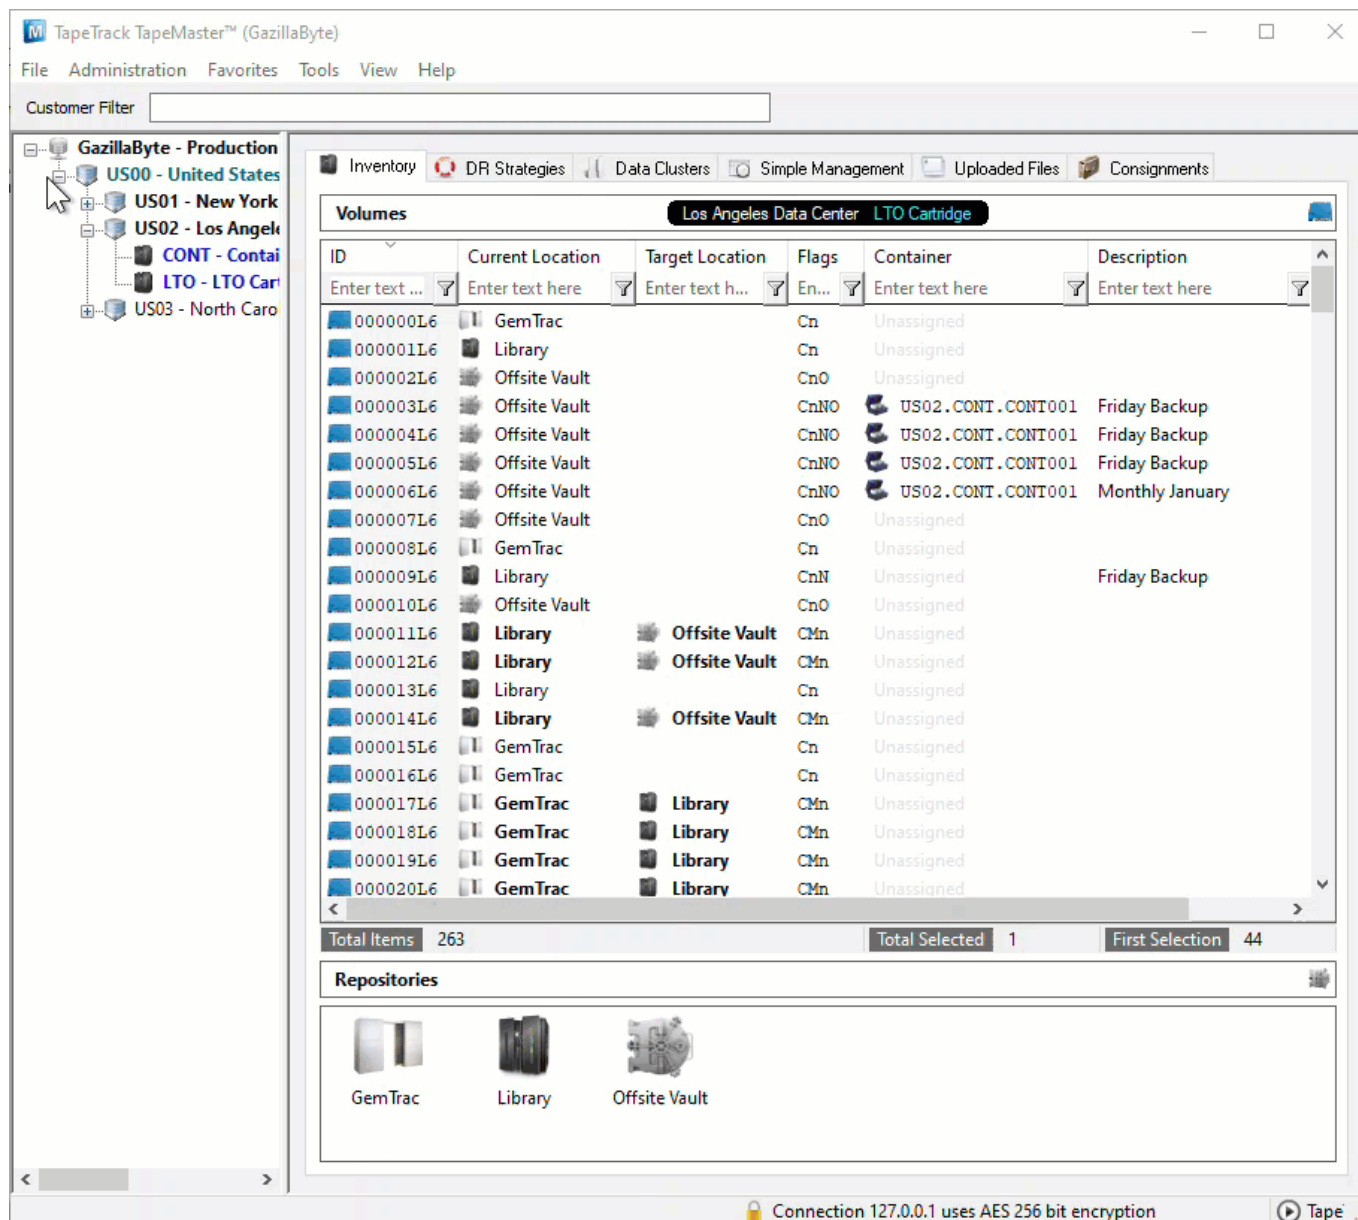 TapeTrack TapeMaster™ (GazillaByte)
File Administration Favorites Tools View Help
Customer Filter
GazillaByte - Production
US00 - United States
US01 - New York
US02 - Los Angele
CONT - Contai
LTO - LTO Car
US03 - North Caro
Inventory DR Strategies Data Clusters Simple Management Uploaded Files Consignments
Volumes Los Angeles Data Center LTO Cartridge
ID Current Location Target Location Flags Container Description
Enter text ... Enter text here Enter text h... En... Enter text here Enter text here
000000L6 GemTrac Cn Unassigned
000001L6 Library Cn Unassigned
000002L6 Offsite Vault CnO Unassigned
000003L6 Offsite Vault CnNO US02.CONT.CONT001 Friday Backup
000004L6 Offsite Vault CnNO US02.CONT.CONT001 Friday Backup
000005L6 Offsite Vault CnNO US02.CONT.CONT001 Friday Backup
000006L6 Offsite Vault CnNO US02.CONT.CONT001 Monthly January
000007L6 Offsite Vault CnO Unassigned
000008L6 GemTrac Cn Unassigned
000009L6 Library CnN Unassigned Friday Backup
000010L6 Offsite Vault CnO Unassigned
000011L6 Library Offsite Vault CMn Unassigned
000012L6 Library Offsite Vault CMn Unassigned
000013L6 Library Cn Unassigned
000014L6 Library Offsite Vault CMn Unassigned
000015L6 GemTrac Cn Unassigned
000016L6 GemTrac Cn Unassigned
000017L6 GemTrac Library CMn Unassigned
000018L6 GemTrac Library CMn Unassigned
000019L6 GemTrac Library CMn Unassigned
000020L6 GemTrac Library CMn Unassigned
Total Items 263 Total Selected 1 First Selection 44
Repositories
GemTrac Library Offsite Vault
Connection 127.0.0.1 uses AES 256 bit encryption Tape